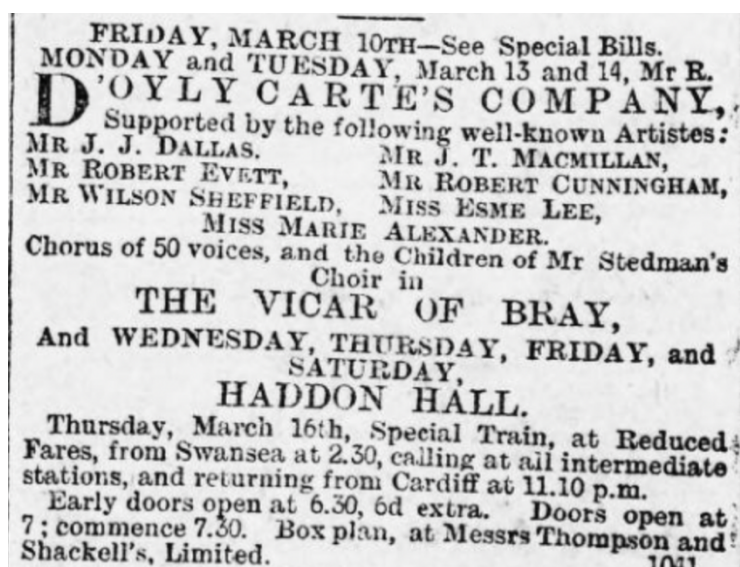 FRIDAY, MARCH 10TH—See Special Bills.
MONDAY and TUESDAY, March 13 and 14, Mr R.
D'OYLY CARTE'S COMPANY,
Supported by the following well-known Artistes:
MR J. J. DALLAS. MR J. T. MACMILLAN,
MR ROBERT EVETT, MR ROBERT CUNNINGHAM,
MR WILSON SHEFFIELD, MISS ESME LEE,
MISS MARIE ALEXANDER.
Chorus of 50 voices, and the Children of Mr Stedman's
Choir in
THE VICAR OF BRAY,
And WEDNESDAY, THURSDAY, FRIDAY, and
SATURDAY,
HADDON HALL.
Thursday, March 16th, Special Train, at Reduced
Fares, from Swansea at 2.30, calling at all intermediate
stations, and returning from Cardiff at 11.10 p.m.
Early doors open at 6.30, 6d extra. Doors open at
7; commence 7.30. Box plan, at Messrs Thompson and
Shackell's, Limited. 1041